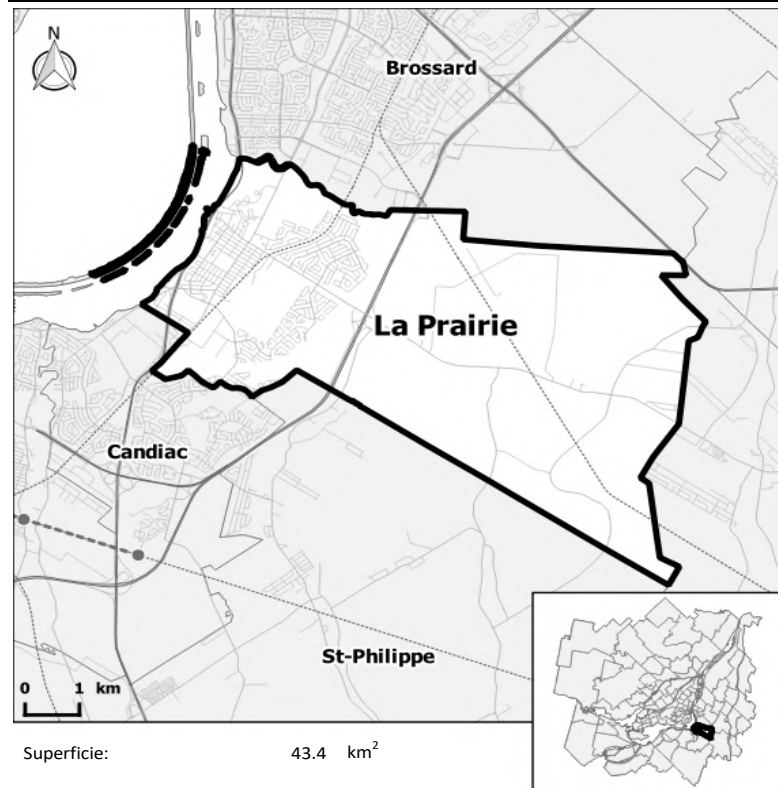 N
Brossard
La Prairie
Candiac
St-Philippe
0 1 km
Superficie: 43.4 km²